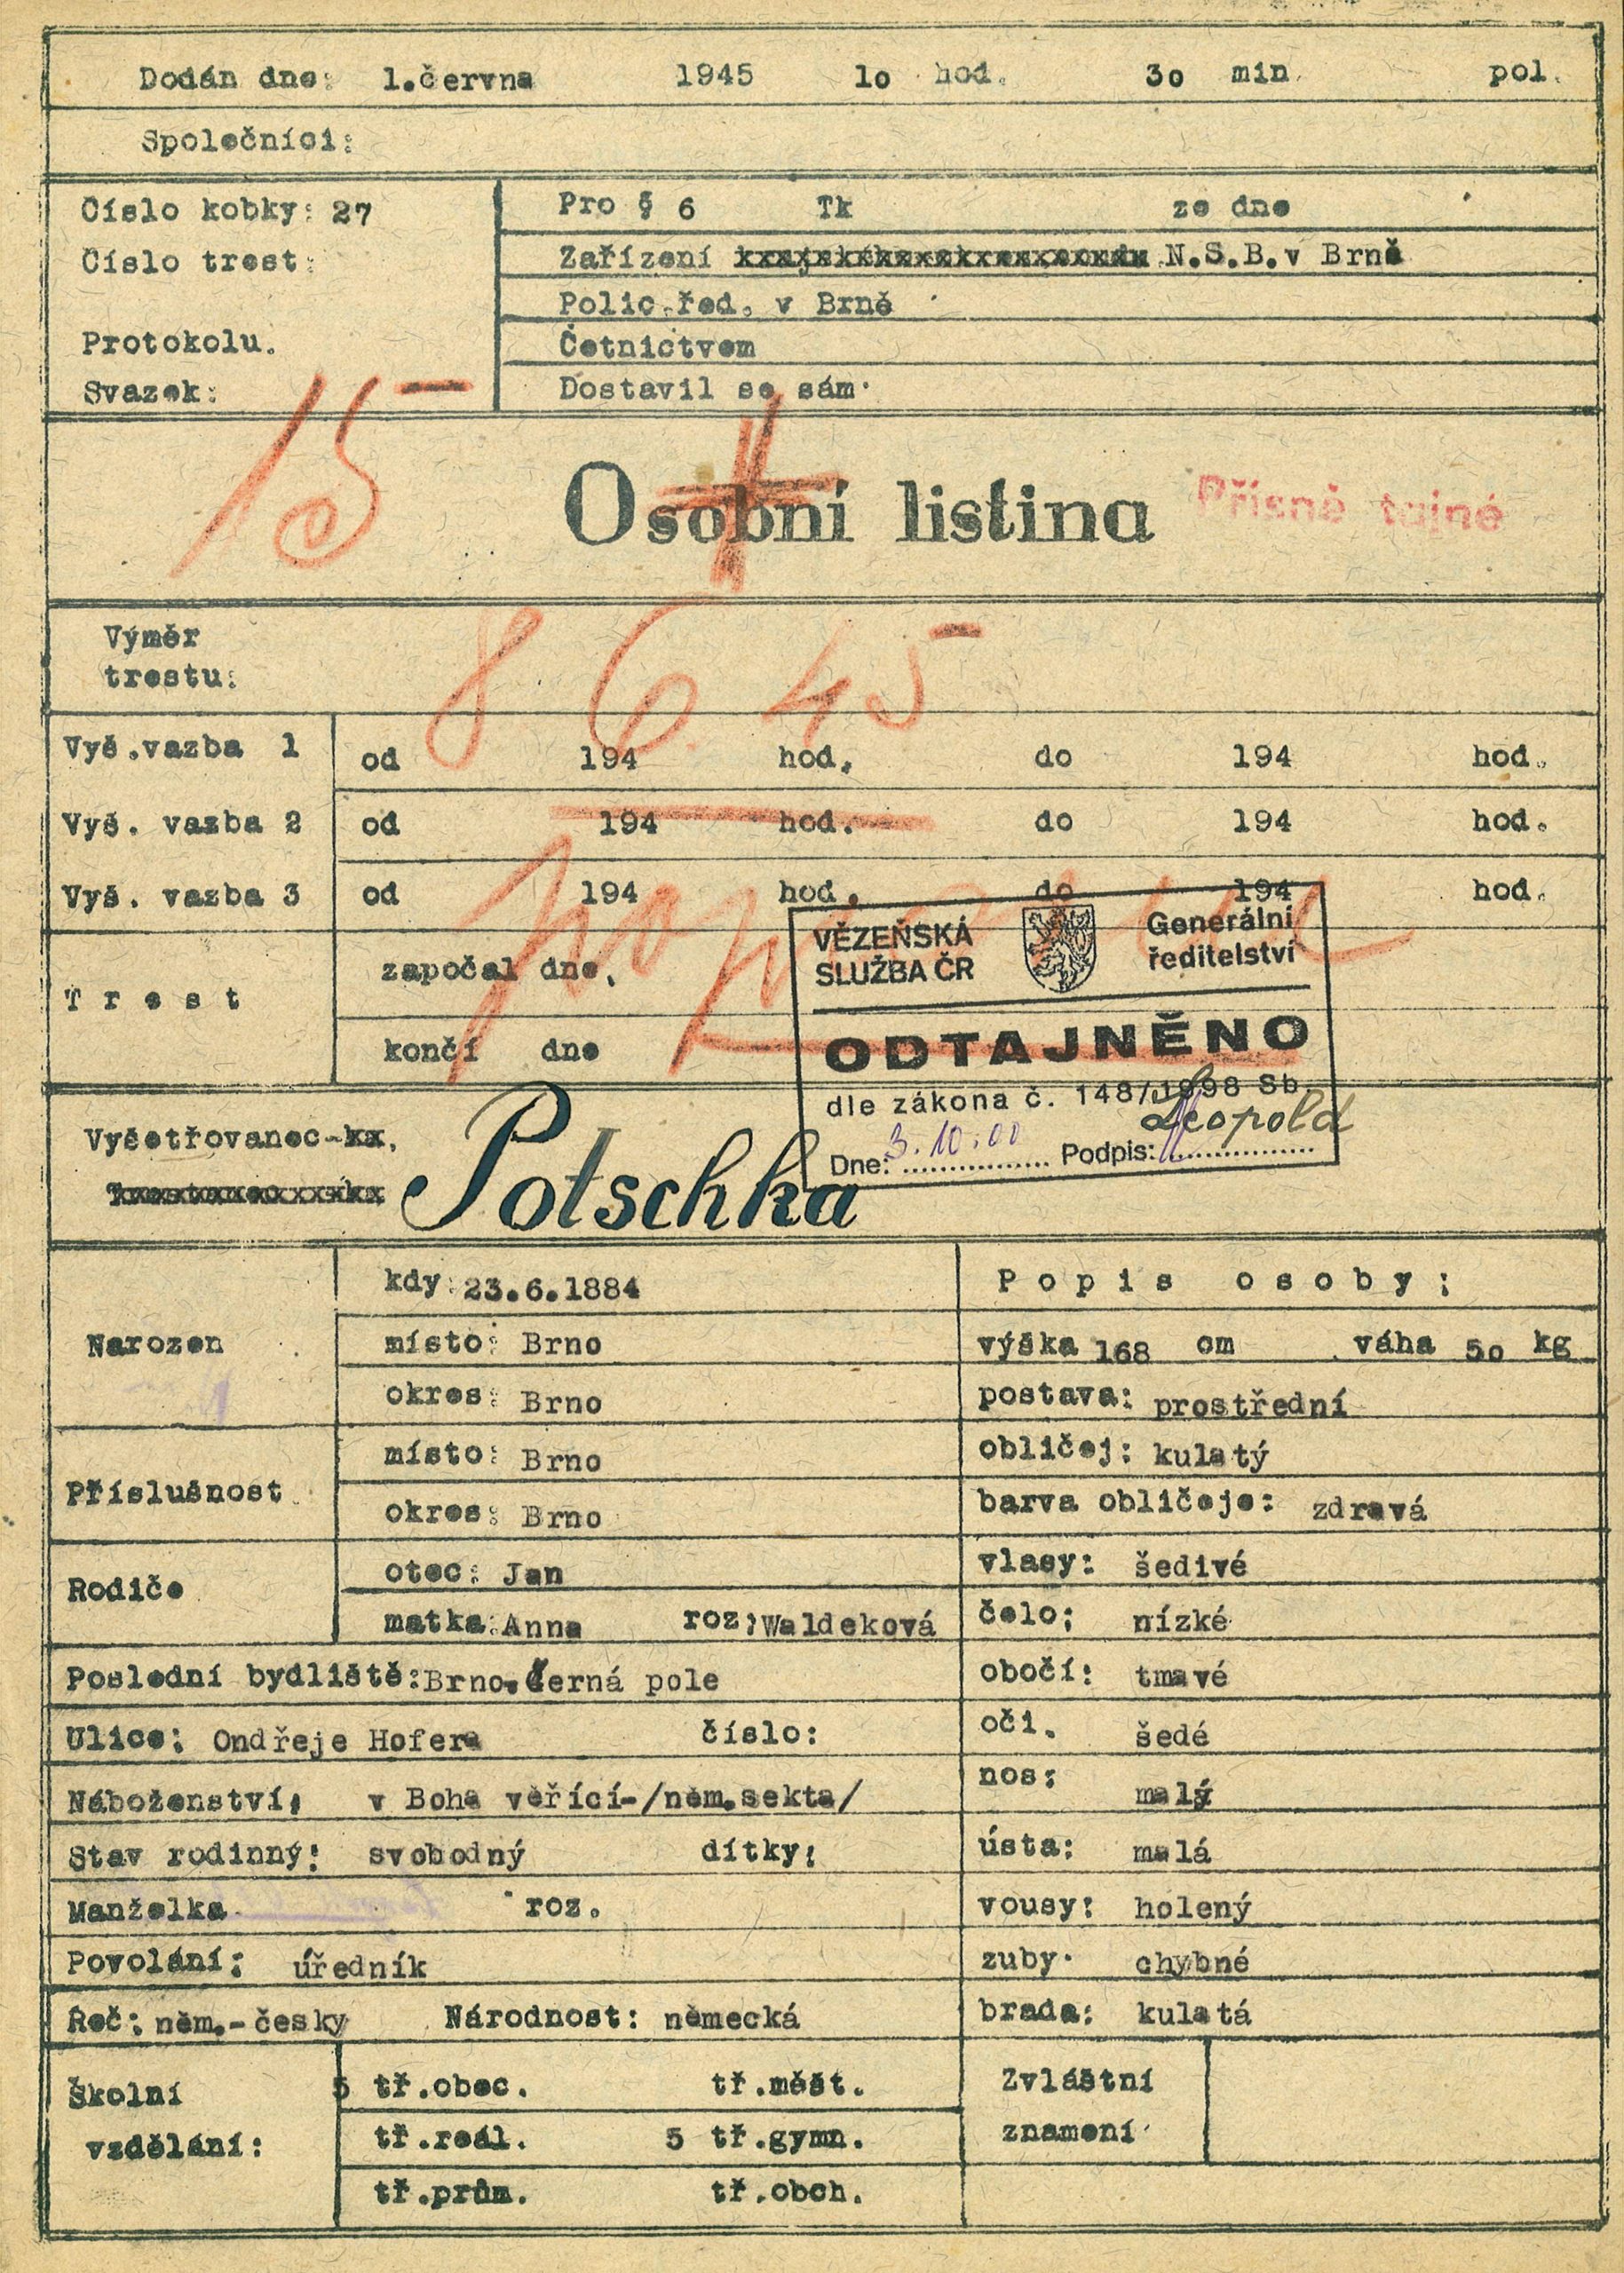 Dodán dne: 1.června 1945 1o hod. 3o min. pol.
Společníci:
Číslo kobky: 27
Číslo trest:
Protokolu.
Svazek:
Pro § 6 Tk ze dne
Zařízení N.S.B.v Brně
Polic.řed. v Brně
Četnictvem
Dostavil se sám.
15
Osobní listina
Přísně tajné
Výměr
trestu:
8 6. 45
Vyš.vazba 1 od 194 hod. do 194 hod.
Vyš. vazba 2 od 194 hod. do 194 hod.
Vyš. vazba 3 od 194 hod. do 194 hod.
Trest
započal dne,
končí dne
VĚZEŇSKÁ
SLUŽBA ČR
Generální
ředitelství
ODTAJNĚNO
dle zákona č. 148/1998 Sb.
Dne: 3.10.00 Podpis: Leopold
Vyšetřovanec-
Potschka
Narozen
kdy: 23.6.1884
místo: Brno
okres: Brno
Příslušnost
místo: Brno
okres: Brno
Rodiče
otec: Jan
matka: Anna roz; Waldeková
Poslední bydliště: Brno, Černá pole
Ulice: Ondřeje Hofera číslo:
Náboženství: v Boha věřící-/něm.sekta/
Stav rodinný: svobodný dítky:
Manželka roz.
Povolání: úředník
Řeč: něm.-česky Národnost: německá
Školní
vzdělání:
5 tř.obec. tř.měšt.
tř.reál. 5 tř.gymn.
tř.prům. tř.obch.
Popis osoby:
výška 168 cm váha 5o kg
postava: prostřední
obličej: kulatý
barva obličeje: zdravá
vlasy: šedivé
čelo: nízké
obočí: tmavé
oči. šedé
nos: malý
ústa: malá
vousy: holený
zuby. chybné
brada: kulatá
Zvláštní
znamení